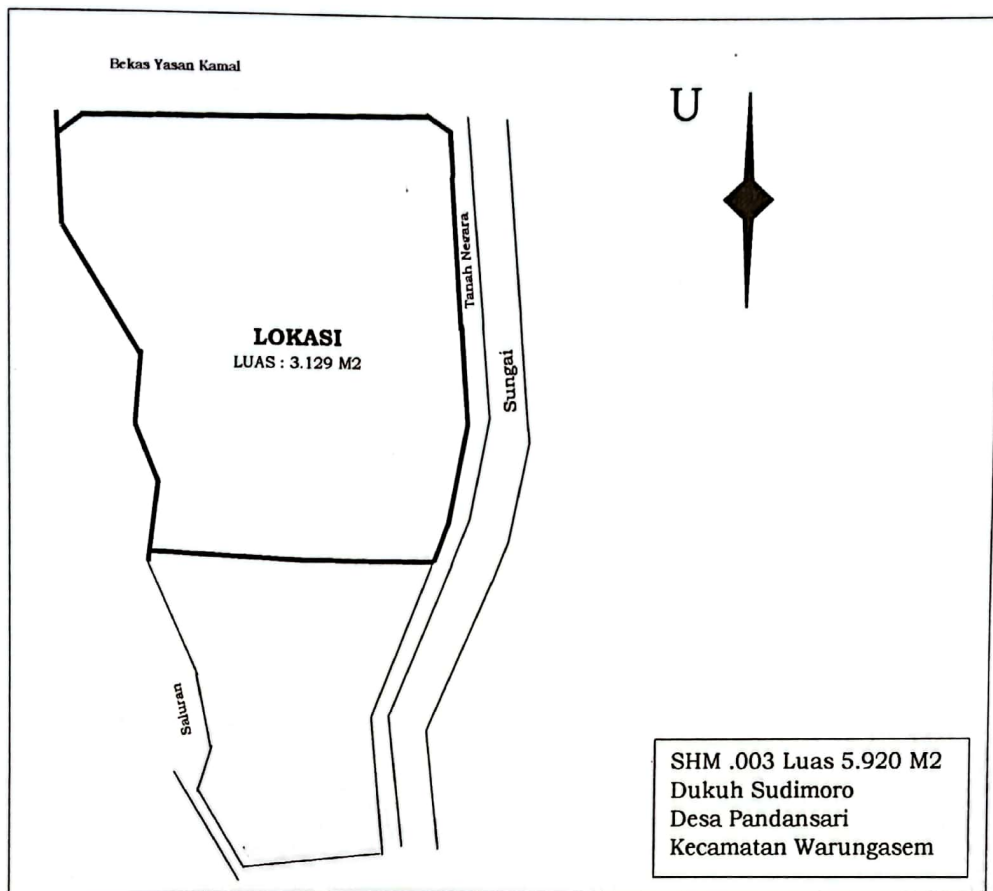 Bekas Yasan Kamal
U
Tanah Negara
LOKASI
LUAS : 3.129 M2
Sungai
Saluran
SHM .003 Luas 5.920 M2
Dukuh Sudimoro
Desa Pandansari
Kecamatan Warungasem